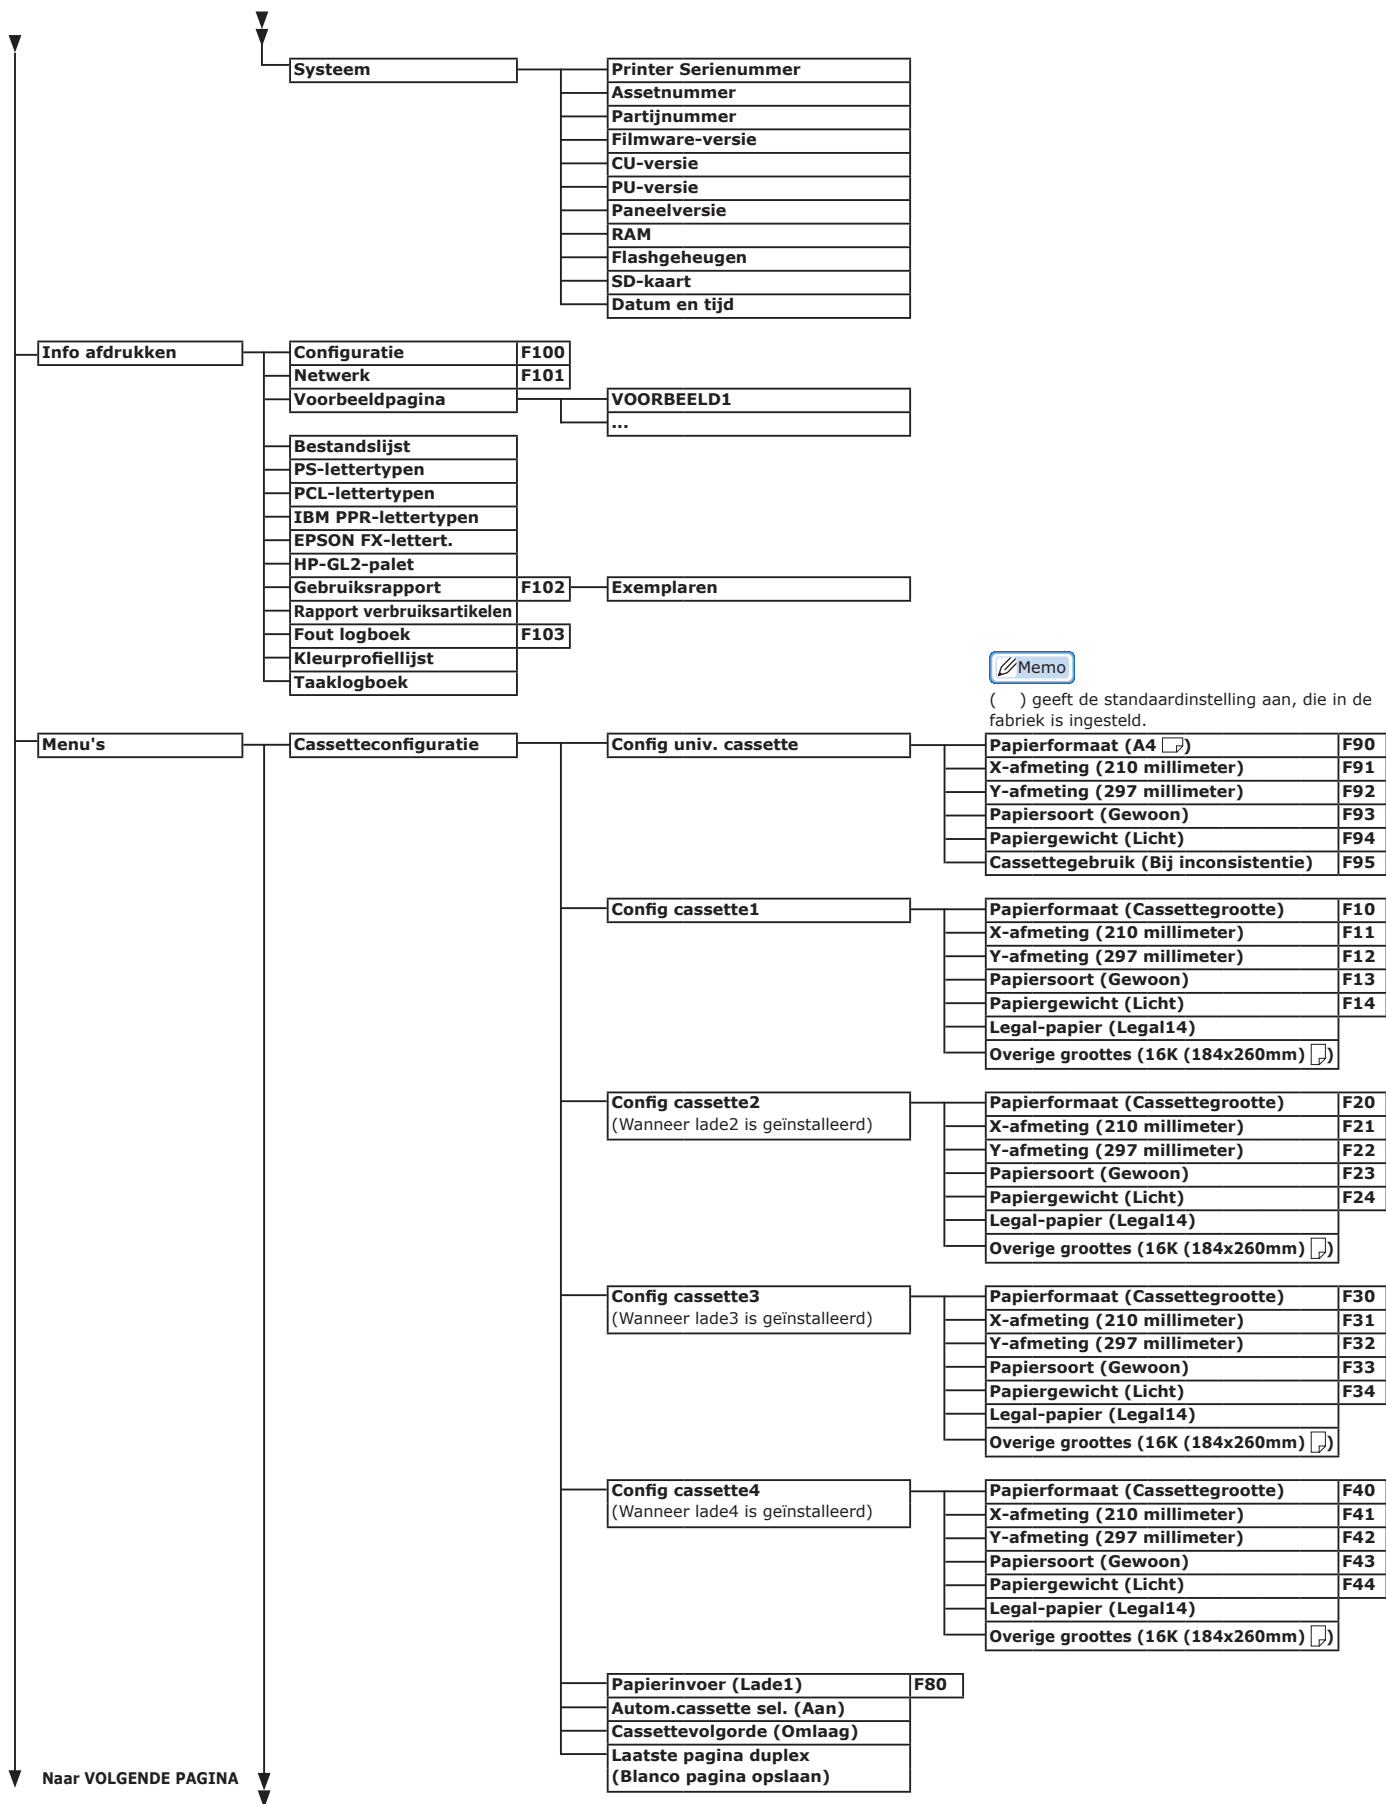 Systeem
Printer Serienummer
Assetnummer
Partijnummer
Filmware-versie
CU-versie
PU-versie
Paneelversie
RAM
Flashgeheugen
SD-kaart
Datum en tijd
Info afdrukken
Configuratie F100
Netwerk F101
Voorbeeldpagina
VOORBEELD1
...
Bestandslijst
PS-lettertypen
PCL-lettertypen
IBM PPR-lettertypen
EPSON FX-lettert.
HP-GL2-palet
Gebruiksrapport F102
Exemplaren
Rapport verbruiksartikelen
Fout logboek F103
Kleurprofiellijst
Taaklogboek
Memo
( ) geeft de standaardinstelling aan, die in de
fabriek is ingesteld.
Menu's
Cassetteconfiguratie
Config univ. cassette
Papierformaat (A4 ) F90
X-afmeting (210 millimeter) F91
Y-afmeting (297 millimeter) F92
Papiersoort (Gewoon) F93
Papiergewicht (Licht) F94
Cassettegebruik (Bij inconsistentie) F95
Config cassette1
Papierformaat (Cassettegrootte) F10
X-afmeting (210 millimeter) F11
Y-afmeting (297 millimeter) F12
Papiersoort (Gewoon) F13
Papiergewicht (Licht) F14
Legal-papier (Legal14)
Overige groottes (16K (184x260mm) )
Config cassette2
(Wanneer lade2 is geïnstalleerd)
Papierformaat (Cassettegrootte) F20
X-afmeting (210 millimeter) F21
Y-afmeting (297 millimeter) F22
Papiersoort (Gewoon) F23
Papiergewicht (Licht) F24
Legal-papier (Legal14)
Overige groottes (16K (184x260mm) )
Config cassette3
(Wanneer lade3 is geïnstalleerd)
Papierformaat (Cassettegrootte) F30
X-afmeting (210 millimeter) F31
Y-afmeting (297 millimeter) F32
Papiersoort (Gewoon) F33
Papiergewicht (Licht) F34
Legal-papier (Legal14)
Overige groottes (16K (184x260mm) )
Config cassette4
(Wanneer lade4 is geïnstalleerd)
Papierformaat (Cassettegrootte) F40
X-afmeting (210 millimeter) F41
Y-afmeting (297 millimeter) F42
Papiersoort (Gewoon) F43
Papiergewicht (Licht) F44
Legal-papier (Legal14)
Overige groottes (16K (184x260mm) )
Papierinvoer (Lade1) F80
Autom.cassette sel. (Aan)
Cassettevolgorde (Omlaag)
Laatste pagina duplex
(Blanco pagina opslaan)
Naar VOLGENDE PAGINA